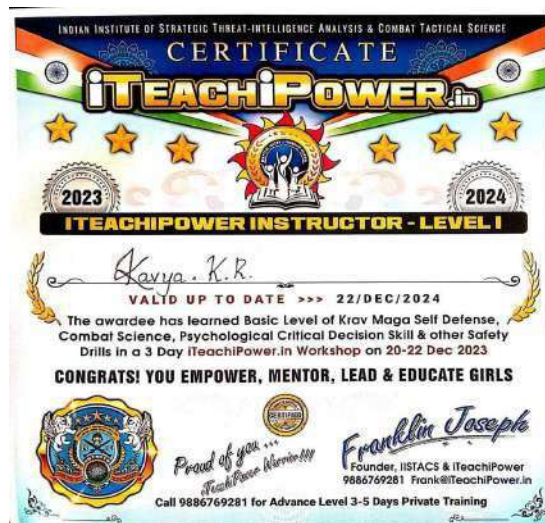 INDIAN INSTITUTE OF STRATEGIC THREAT-INTELLIGENCE ANALYSIS & COMBAT TACTICAL SCIENCE
CERTIFICATE
iTEACHiPOWER.in
2023
2024
ITEACHIPOWER INSTRUCTOR - LEVEL I
Kavya. K.R.
VALID UP TO DATE >>> 22/DEC/2024
The awardee has learned Basic Level of Krav Maga Self Defense,
Combat Science, Psychological Critical Decision Skill & other Safety
Drills in a 3 Day iTeachiPower.in Workshop on 20-22 Dec 2023
CONGRATS! YOU EMPOWER, MENTOR, LEAD & EDUCATE GIRLS
CERTIFIED
Proud of you ...
iTeachiPower Warrior!!!
Franklin Joseph
Founder, IISTACS & iTeachiPower
9886769281 Frank@iTeachiPower.in
Call 9886769281 for Advance Level 3-5 Days Private Training